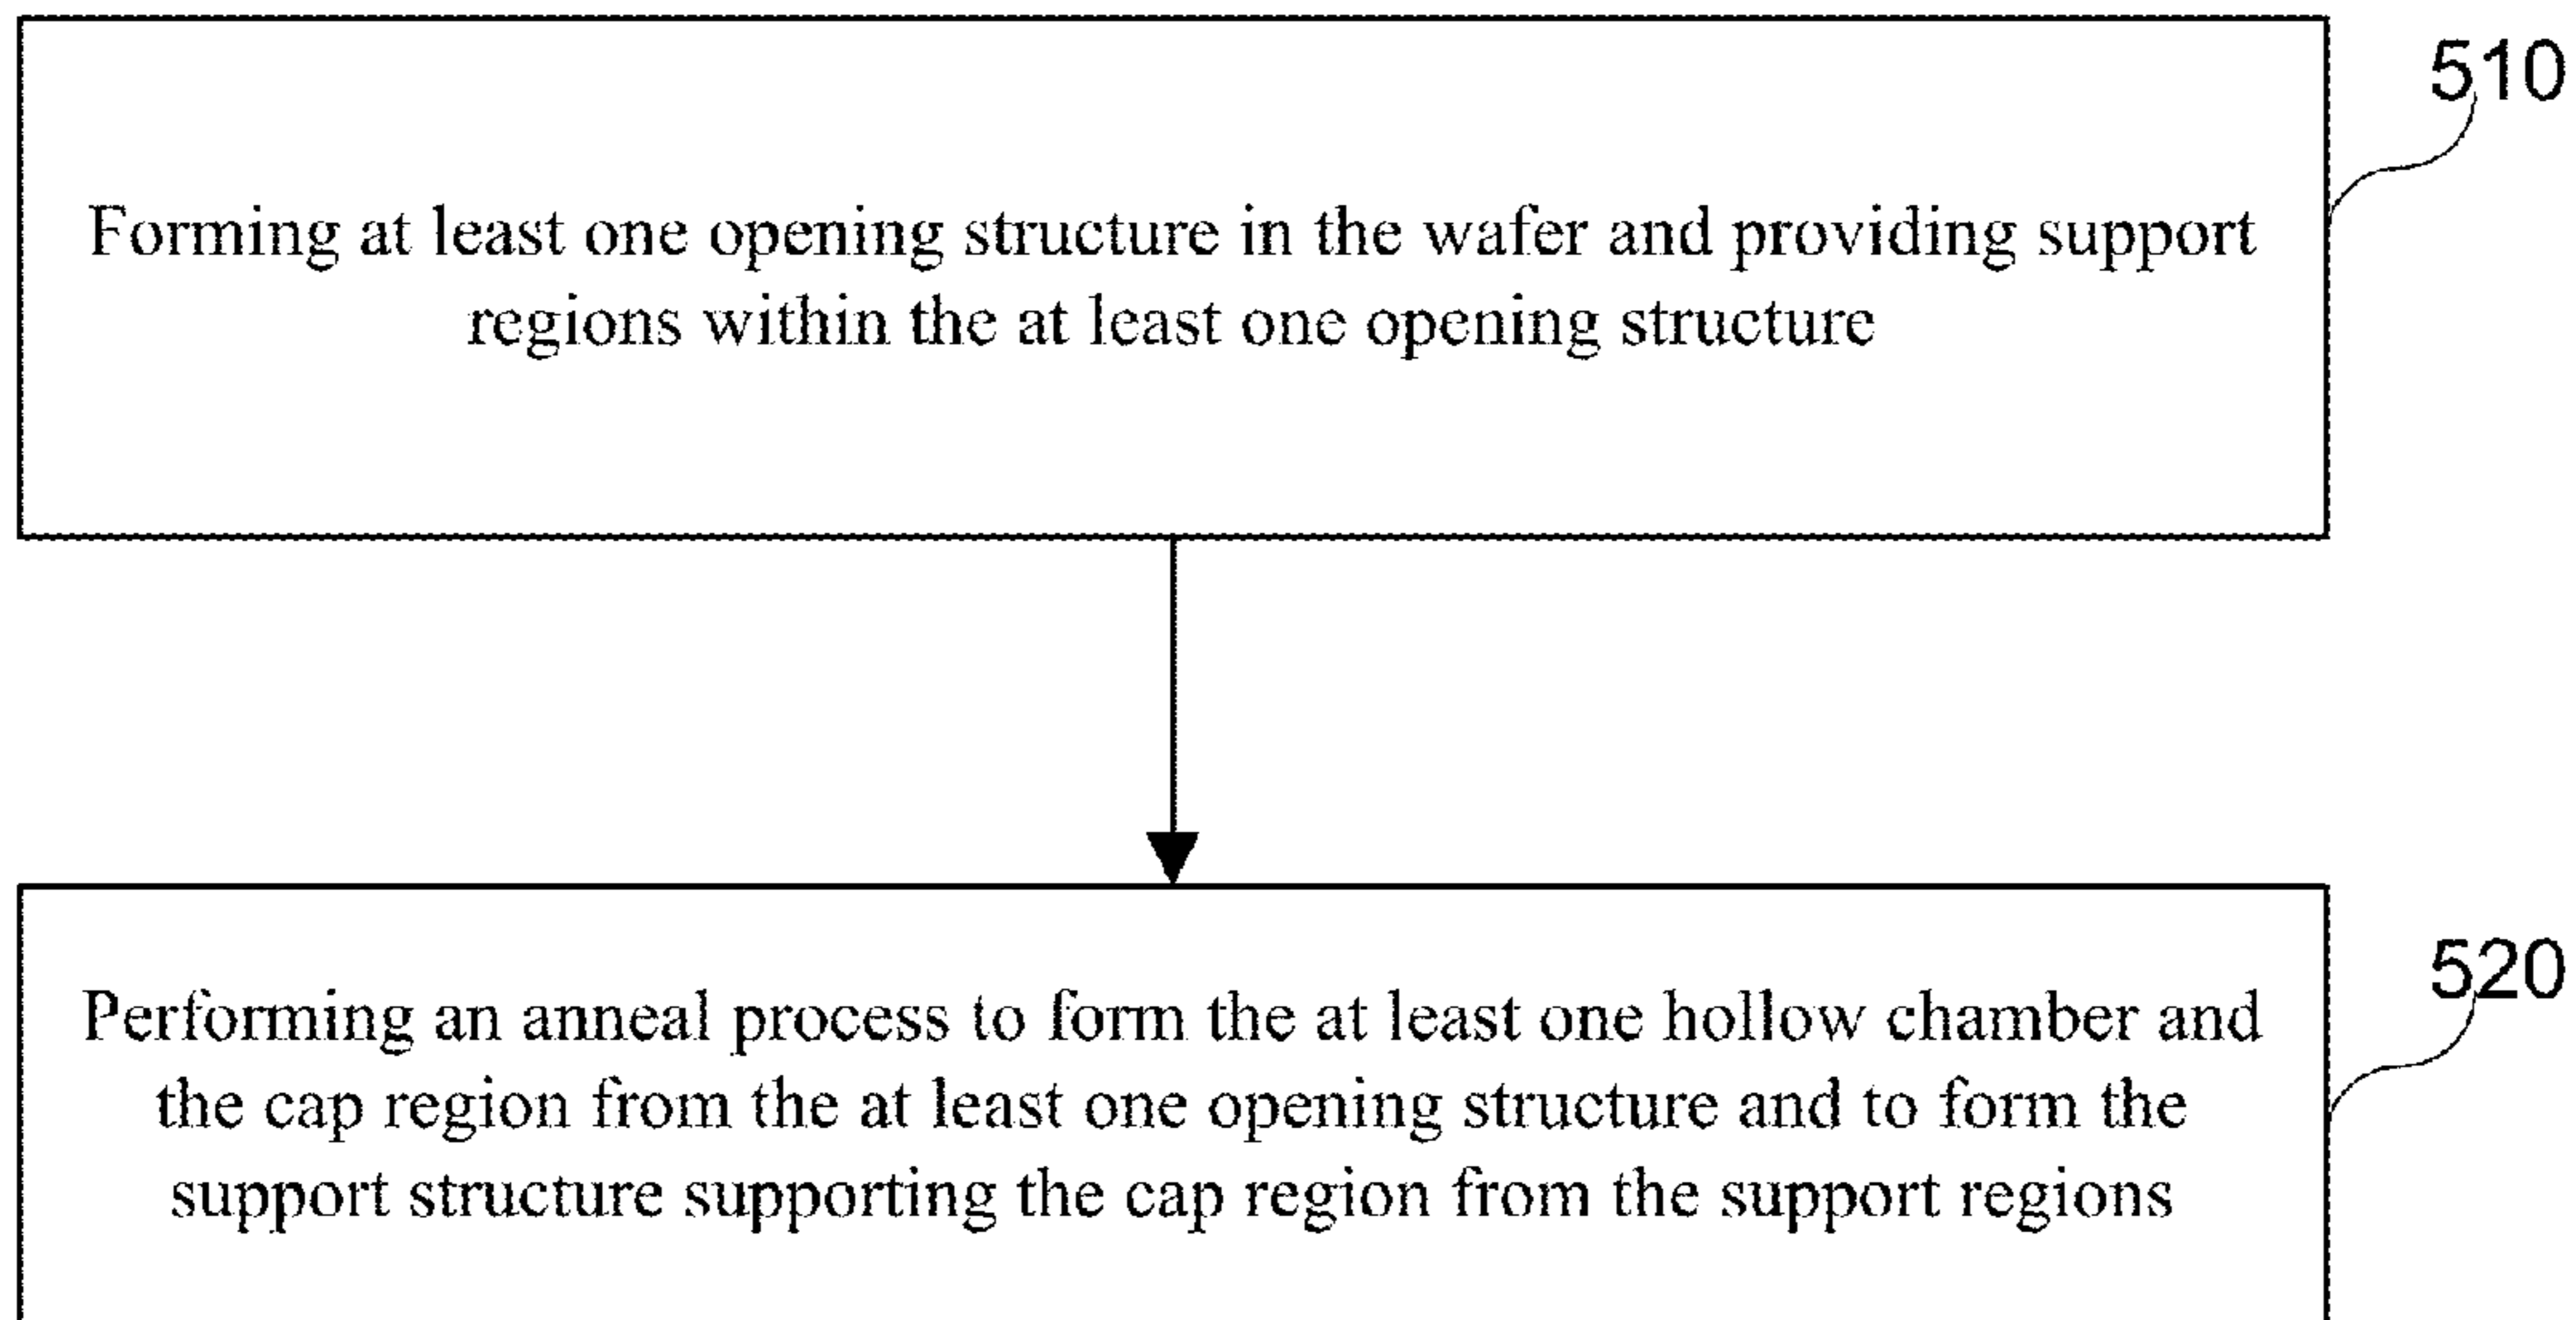 510
Forming at least one opening structure in the wafer and providing support
regions within the at least one opening structure
520
Performing an anneal process to form the at least one hollow chamber and
the cap region from the at least one opening structure and to form the
support structure supporting the cap region from the support regions